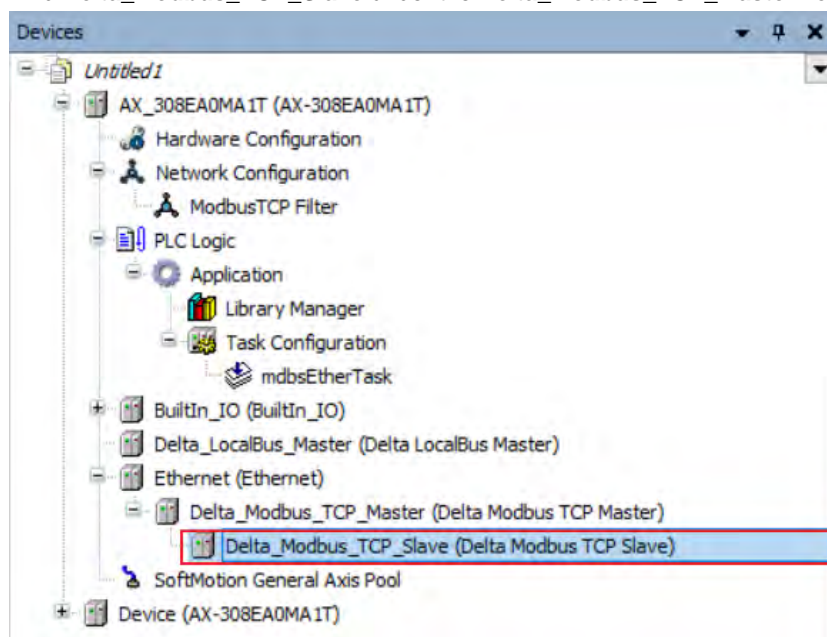 Devices
Untitled1
AX_308EA0MA1T (AX-308EA0MA1T)
Hardware Configuration
Network Configuration
ModbusTCP Filter
PLC Logic
Application
Library Manager
Task Configuration
mdbsEtherTask
BuiltIn_IO (BuiltIn_IO)
Delta_LocalBus_Master (Delta LocalBus Master)
Ethernet (Ethernet)
Delta_Modbus_TCP_Master (Delta Modbus TCP Master)
Delta_Modbus_TCP_Slave (Delta Modbus TCP Slave)
SoftMotion General Axis Pool
Device (AX-308EA0MA1T)